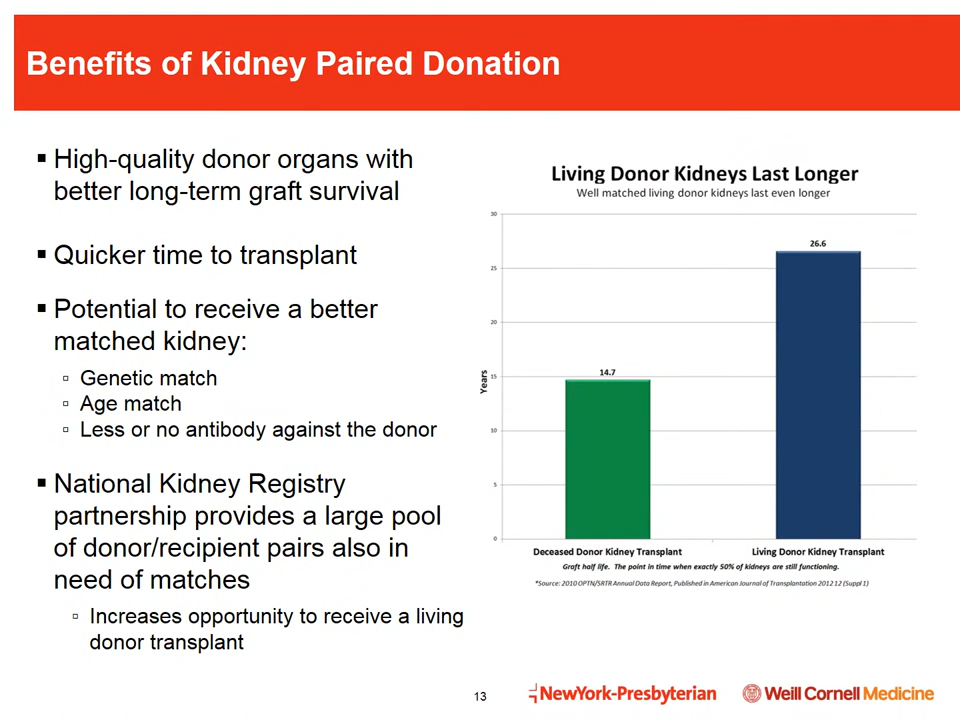 Benefits of Kidney Paired Donation
▪ High-quality donor organs with
better long-term graft survival
▪ Quicker time to transplant
▪ Potential to receive a better
matched kidney:
▫ Genetic match
▫ Age match
▫ Less or no antibody against the donor
▪ National Kidney Registry
partnership provides a large pool
of donor/recipient pairs also in
need of matches
▫ Increases opportunity to receive a living
donor transplant
Living Donor Kidneys Last Longer
Well matched living donor kidneys last even longer
30
25
20
15
10
5
0
Years
14.7
26.6
Deceased Donor Kidney Transplant
Living Donor Kidney Transplant
Graft half life. The point in time when exactly 50% of kidneys are still functioning.
*Source: 2010 OPTN/SRTR Annual Data Report, Published in American Journal of Transplantation 2012 12 (Suppl 1)
13
NewYork-Presbyterian
Weill Cornell Medicine